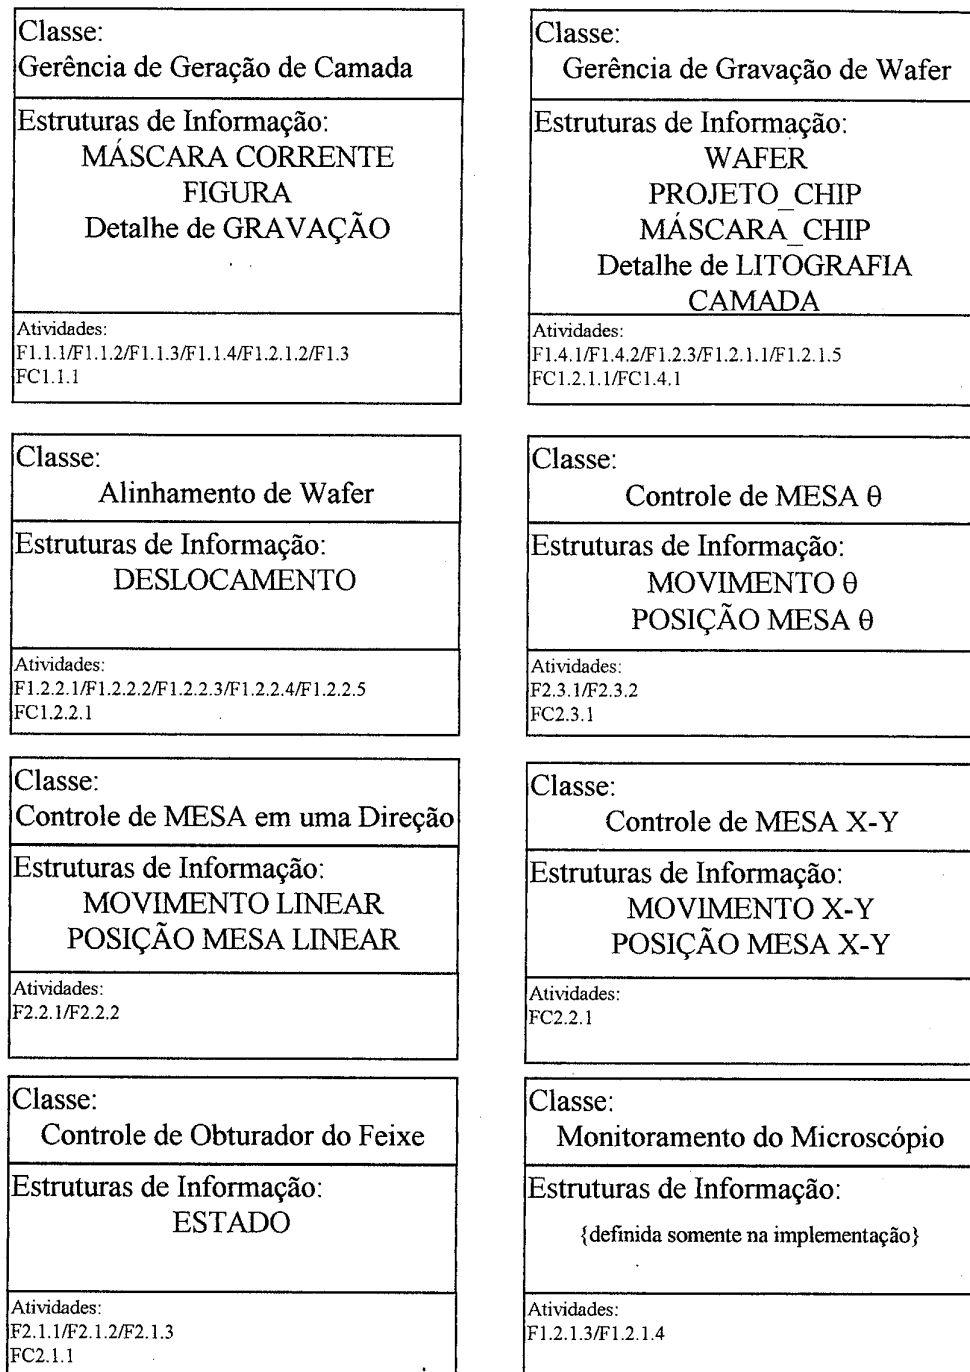 Classe:
Gerência de Geração de Camada
Estruturas de Informação:
MÁSCARA CORRENTE
FIGURA
Detalhe de GRAVAÇÃO
Atividades:
F1.1.1/F1.1.2/F1.1.3/F1.1.4/F1.2.1.2/F1.3
FC1.1.1
Classe:
Gerência de Gravação de Wafer
Estruturas de Informação:
WAFER
PROJETO_CHIP
MÁSCARA_CHIP
Detalhe de LITOGRAFIA
CAMADA
Atividades:
F1.4.1/F1.4.2/F1.2.3/F1.2.1.1/F1.2.1.5
FC1.2.1.1/FC1.4.1
Classe:
Alinhamento de Wafer
Estruturas de Informação:
DESLOCAMENTO
Atividades:
F1.2.2.1/F1.2.2.2/F1.2.2.3/F1.2.2.4/F1.2.2.5
FC1.2.2.1
Classe:
Controle de MESA θ
Estruturas de Informação:
MOVIMENTO θ
POSIÇÃO MESA θ
Atividades:
F2.3.1/F2.3.2
FC2.3.1
Classe:
Controle de MESA em uma Direção
Estruturas de Informação:
MOVIMENTO LINEAR
POSIÇÃO MESA LINEAR
Atividades:
F2.2.1/F2.2.2
Classe:
Controle de MESA X-Y
Estruturas de Informação:
MOVIMENTO X-Y
POSIÇÃO MESA X-Y
Atividades:
FC2.2.1
Classe:
Controle de Obturador do Feixe
Estruturas de Informação:
ESTADO
Atividades:
F2.1.1/F2.1.2/F2.1.3
FC2.1.1
Classe:
Monitoramento do Microscópio
Estruturas de Informação:
{definida somente na implementação}
Atividades:
F1.2.1.3/F1.2.1.4